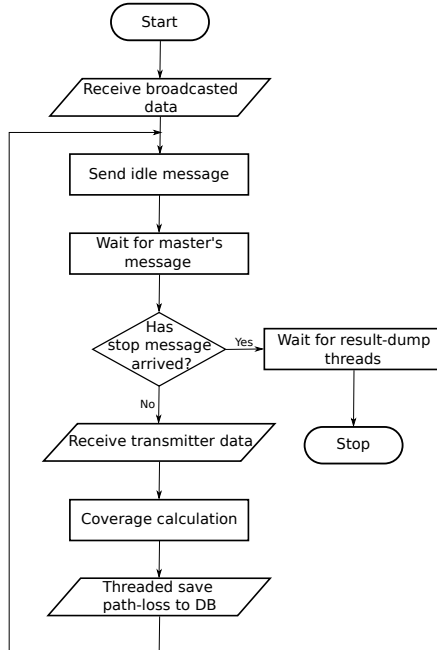 Start
Receive broadcasted
data
Send idle message
Wait for master's
message
Has
stop message
arrived?
Yes
Wait for result-dump
threads
No
Stop
Receive transmitter data
Coverage calculation
Threaded save
path-loss to DB